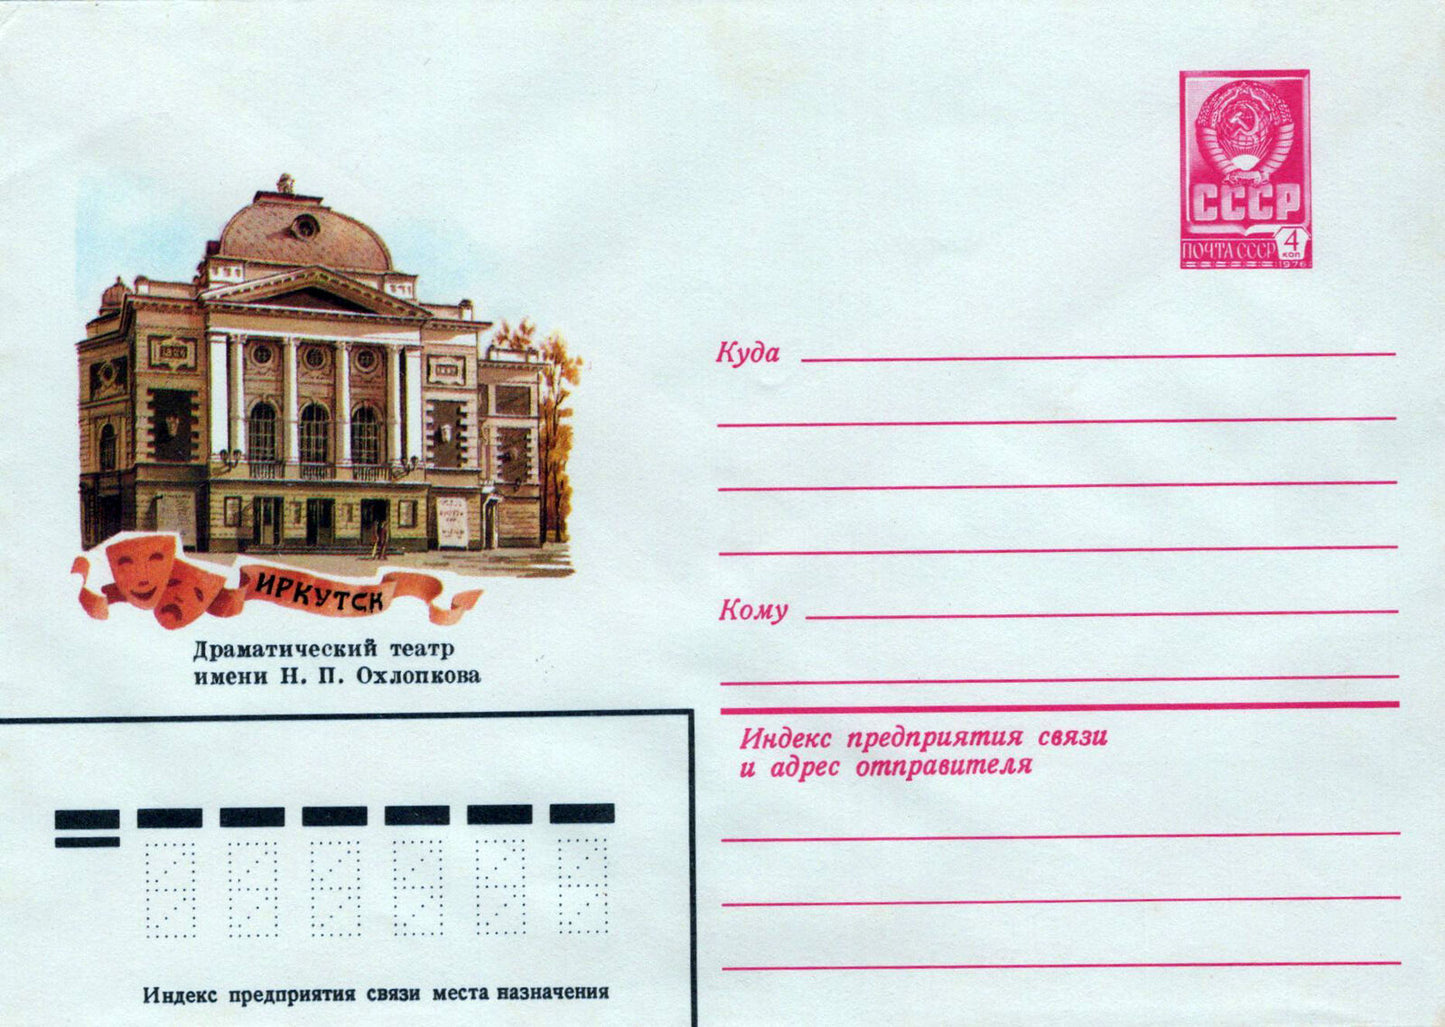 СССР
ПОЧТА СССР
4
КОП
1976
Куда
Кому
ИРКУТСК
Драматический театр
имени Н. П. Охлопкова
Индекс предприятия связи
и адрес отправителя
Индекс предприятия связи места назначения